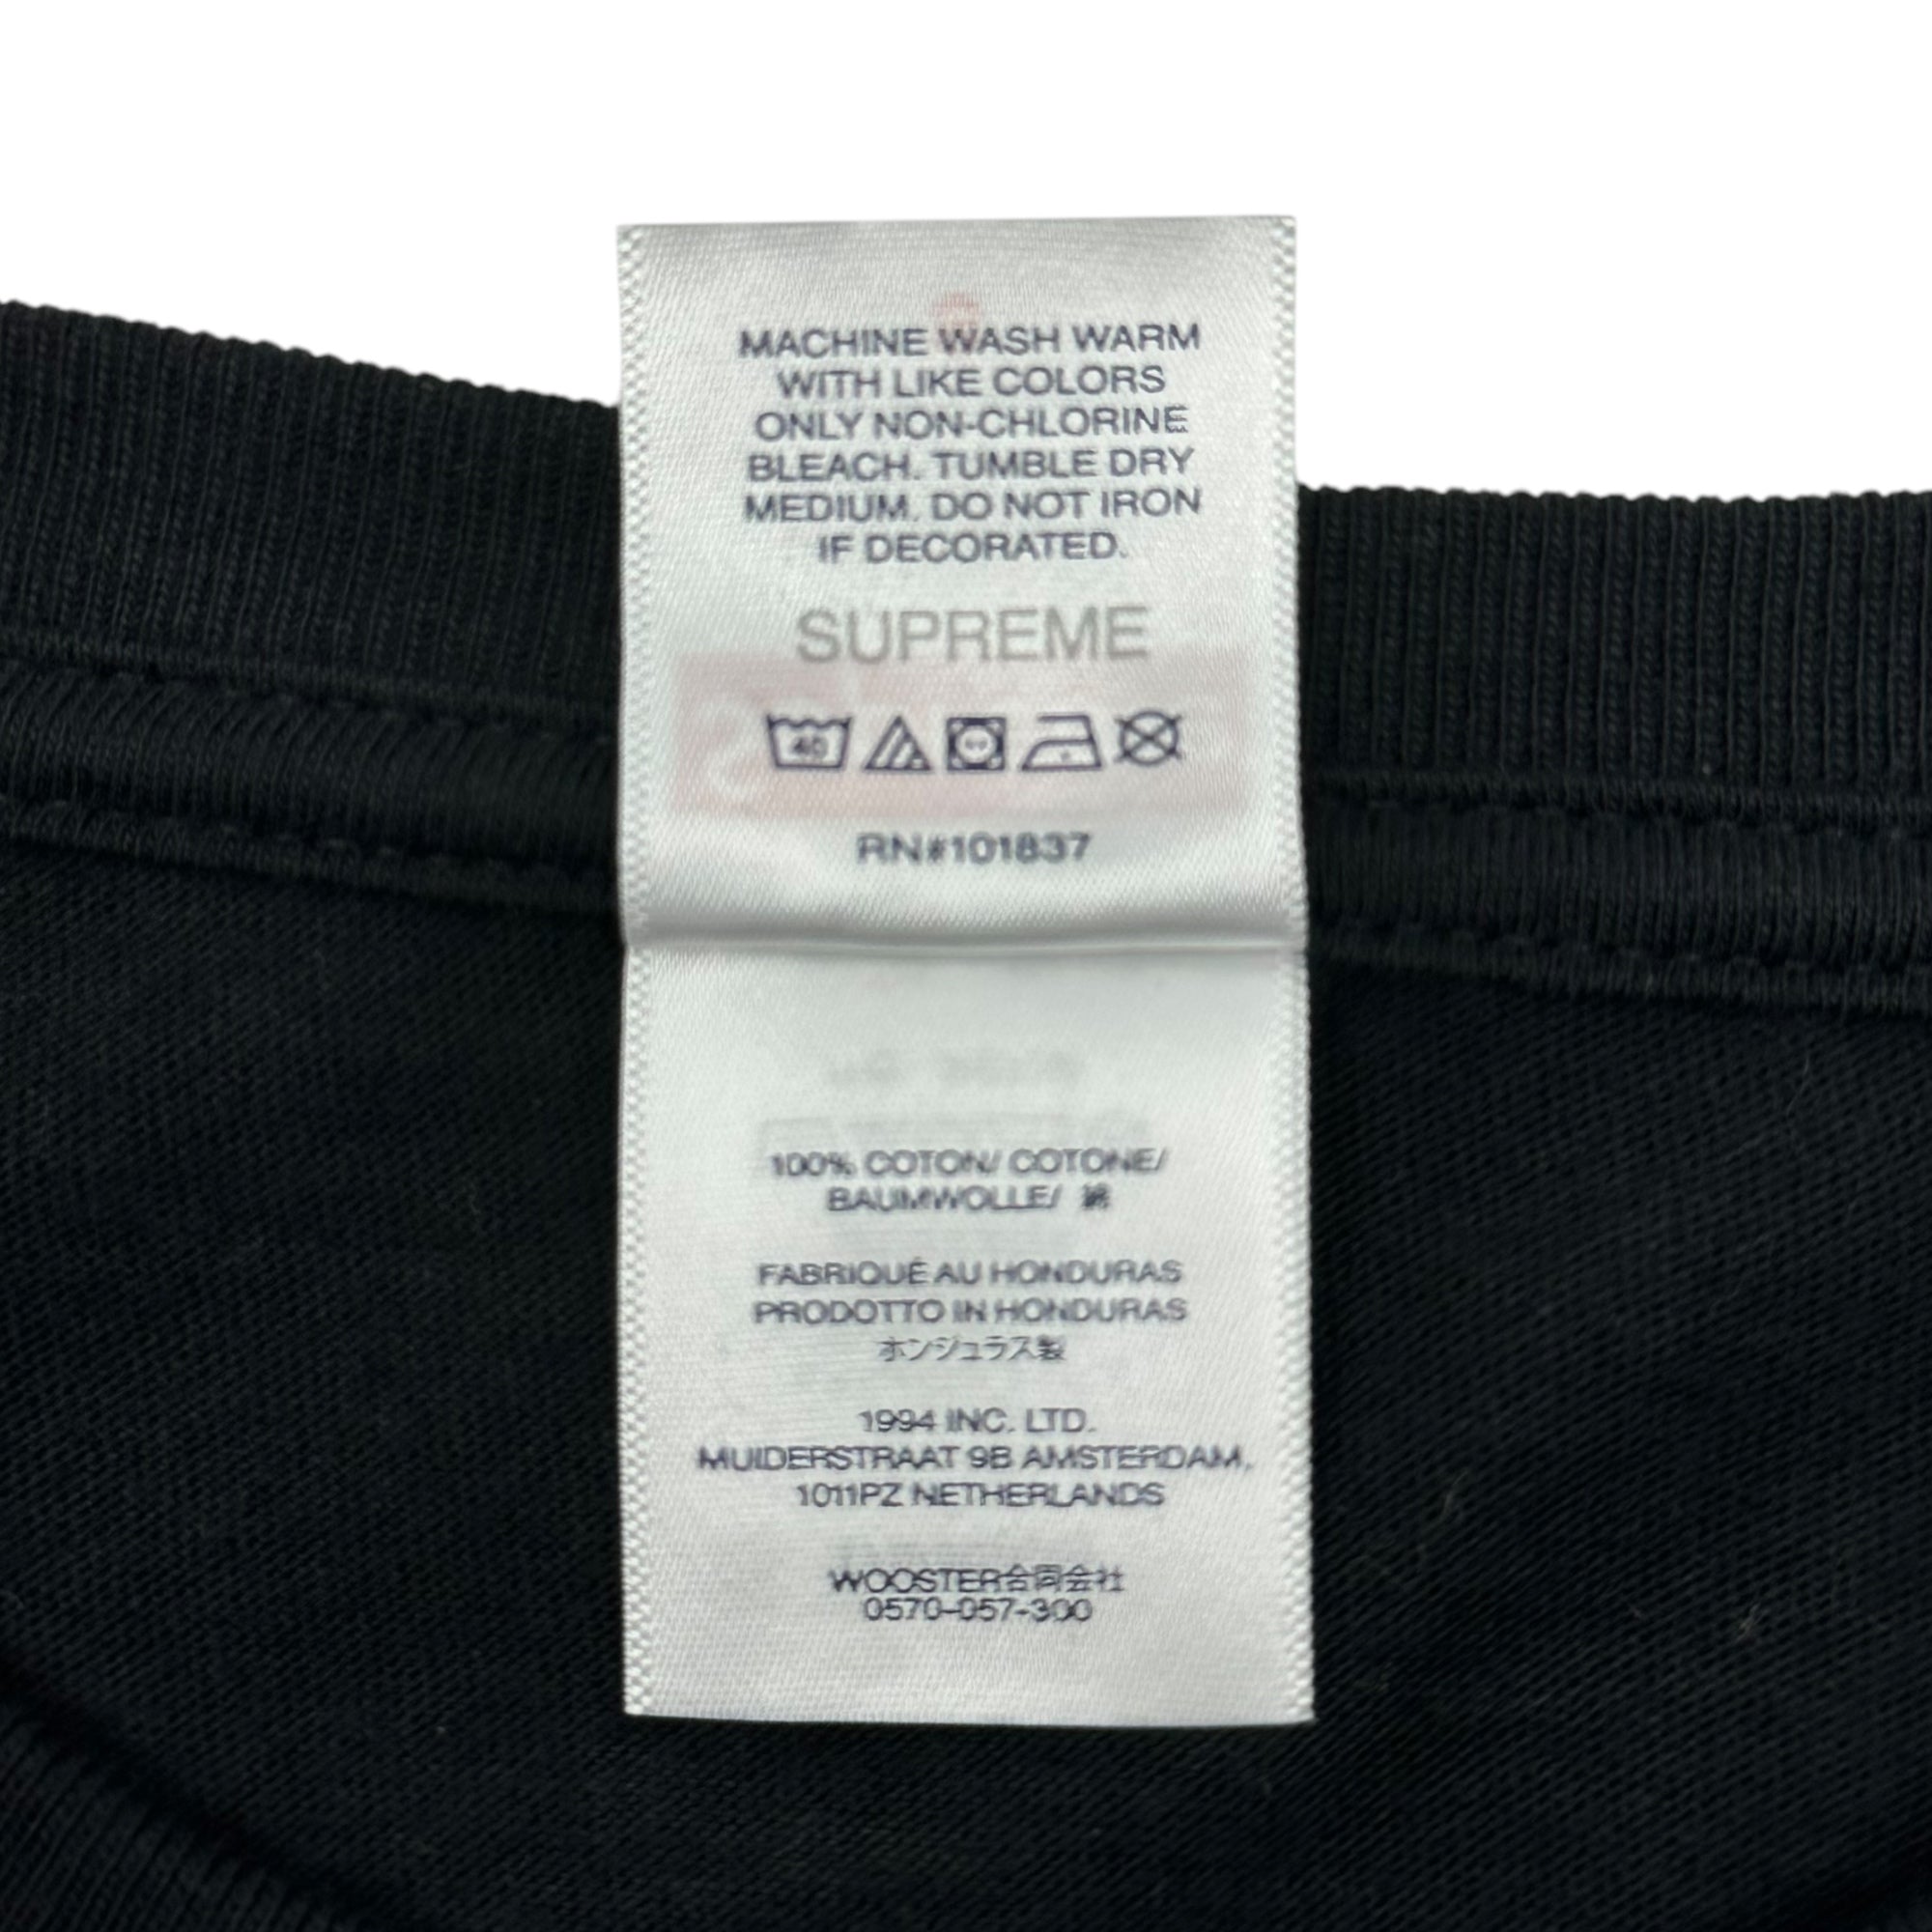 MACHINE WASH WARM
WITH LIKE COLORS
ONLY NON-CHLORINE
BLEACH. TUMBLE DRY
MEDIUM. DO NOT IRON
IF DECORATED.
SUPREME
40
RN#101837
100% COTON/ COTONE/
BAUMWOLLE/ 綿
FABRIQUÉ AU HONDURAS
PRODOTTO IN HONDURAS
ホンジュラス製
1994 INC. LTD.
MUIDERSTRAAT 9B AMSTERDAM,
1011PZ NETHERLANDS
WOOSTER合同会社
0570-057-300